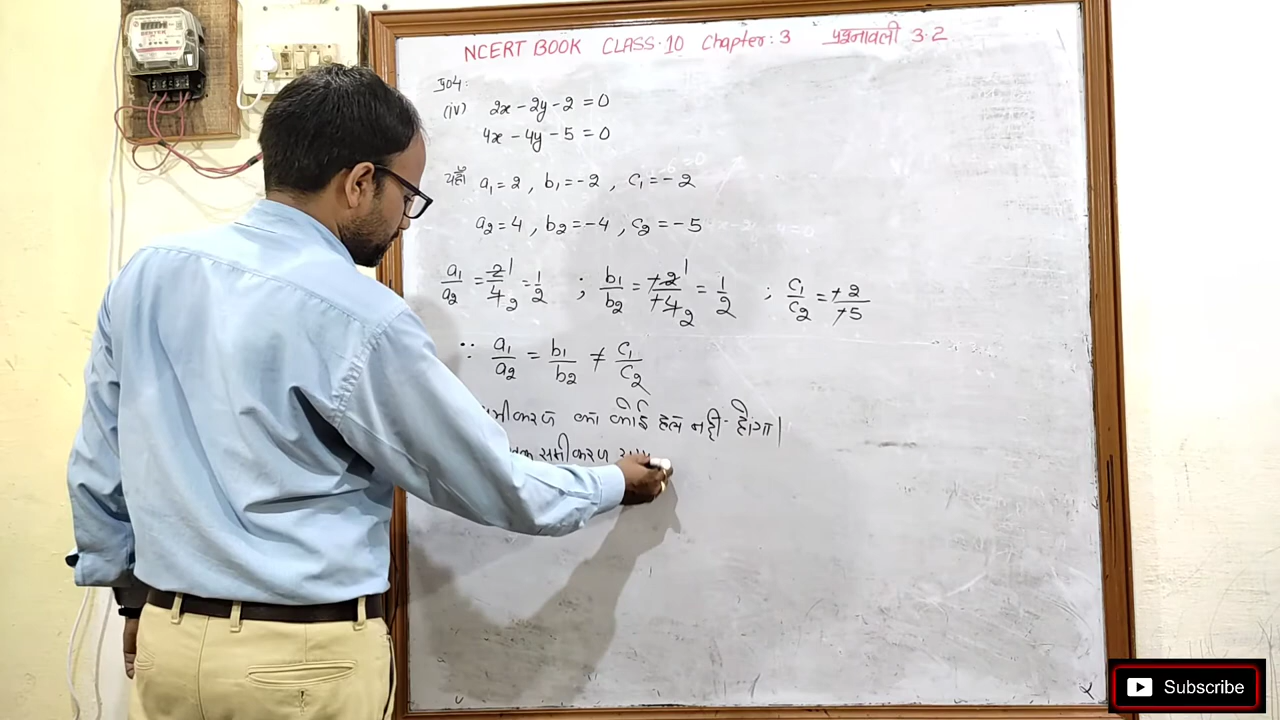 NCERT BOOK CLASS:10 Chapter:3 प्रश्नावली 3.2
प्र04:
(iv) 2x - 2y - 2 = 0
4x - 4y - 5 = 0
यहाँ a₁ = 2 , b₁ = -2 , c₁ = -2
a₂ = 4 , b₂ = -4 , c₂ = -5
a₁/a₂ = 2/4 = 1/2 ; b₁/b₂ = -2/-4 = 1/2 ; c₁/c₂ = -2/-5
∵ a₁/a₂ = b₁/b₂ ≠ c₁/c₂
का कोई हल नहीं होगा।
समीकरण
Subscribe